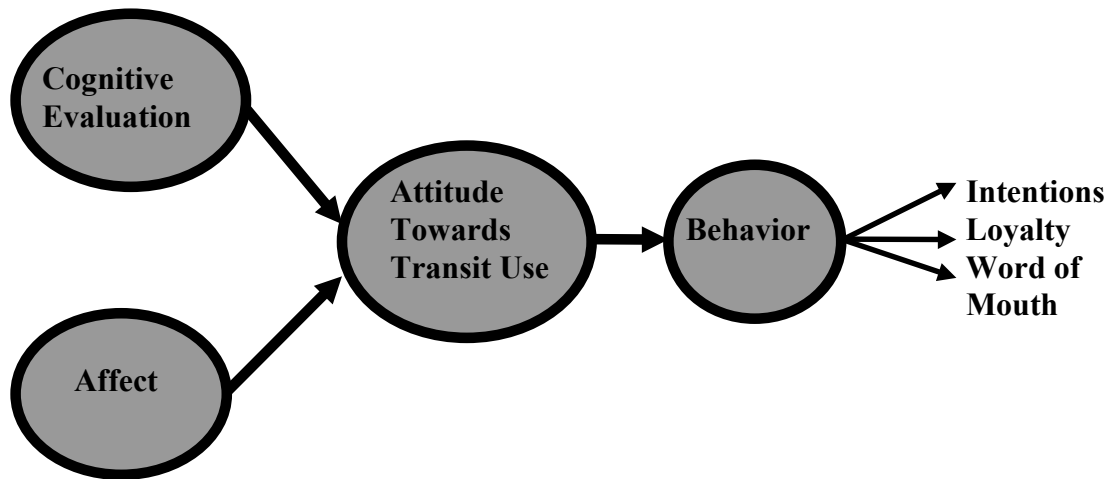 Cognitive
Evaluation
Attitude
Towards
Transit Use
Behavior
Intentions
Loyalty
Word of
Mouth
Affect